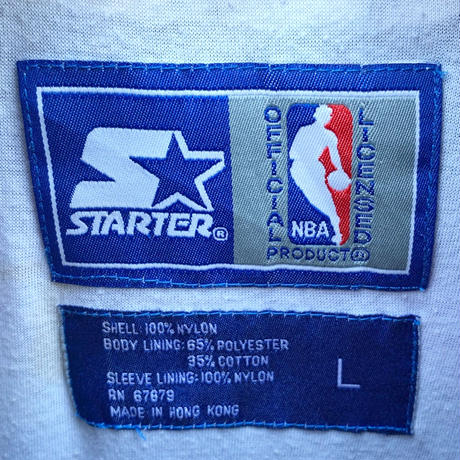 STARTER®
OFFICIAL
LICENSED®
NBA
PRODUCT
SHELL: 100% NYLON
BODY LINING: 65% POLYESTER
35% COTTON
SLEEVE LINING: 100% NYLON
RN 67679
MADE IN HONG KONG
L